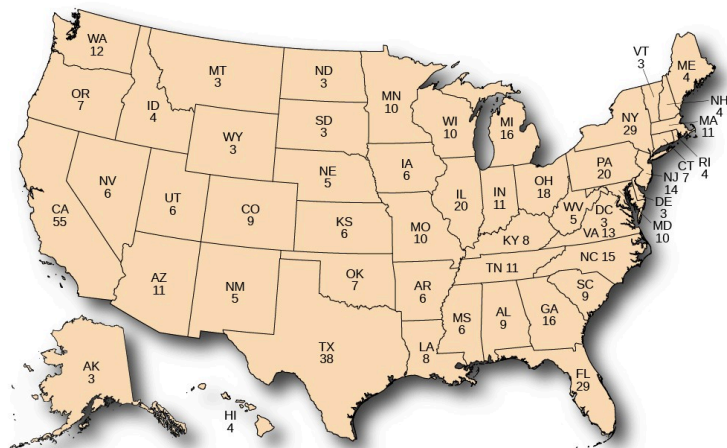 WA
12
OR
7
CA
55
NV
6
ID
4
MT
3
WY
3
UT
6
CO
9
AZ
11
NM
5
ND
3
SD
3
NE
5
KS
6
OK
7
TX
38
MN
10
IA
6
MO
10
AR
6
LA
8
WI
10
IL
20
MI
16
IN
11
OH
18
KY 8
TN 11
MS
6
AL
9
GA
16
FL
29
SC
9
NC 15
VA 13
WV
5
DC
3
PA
20
NY
29
VT
3
ME
4
NH
4
MA
11
RI
4
CT 7
NJ
14
DE
3
MD
10
AK
3
HI
4